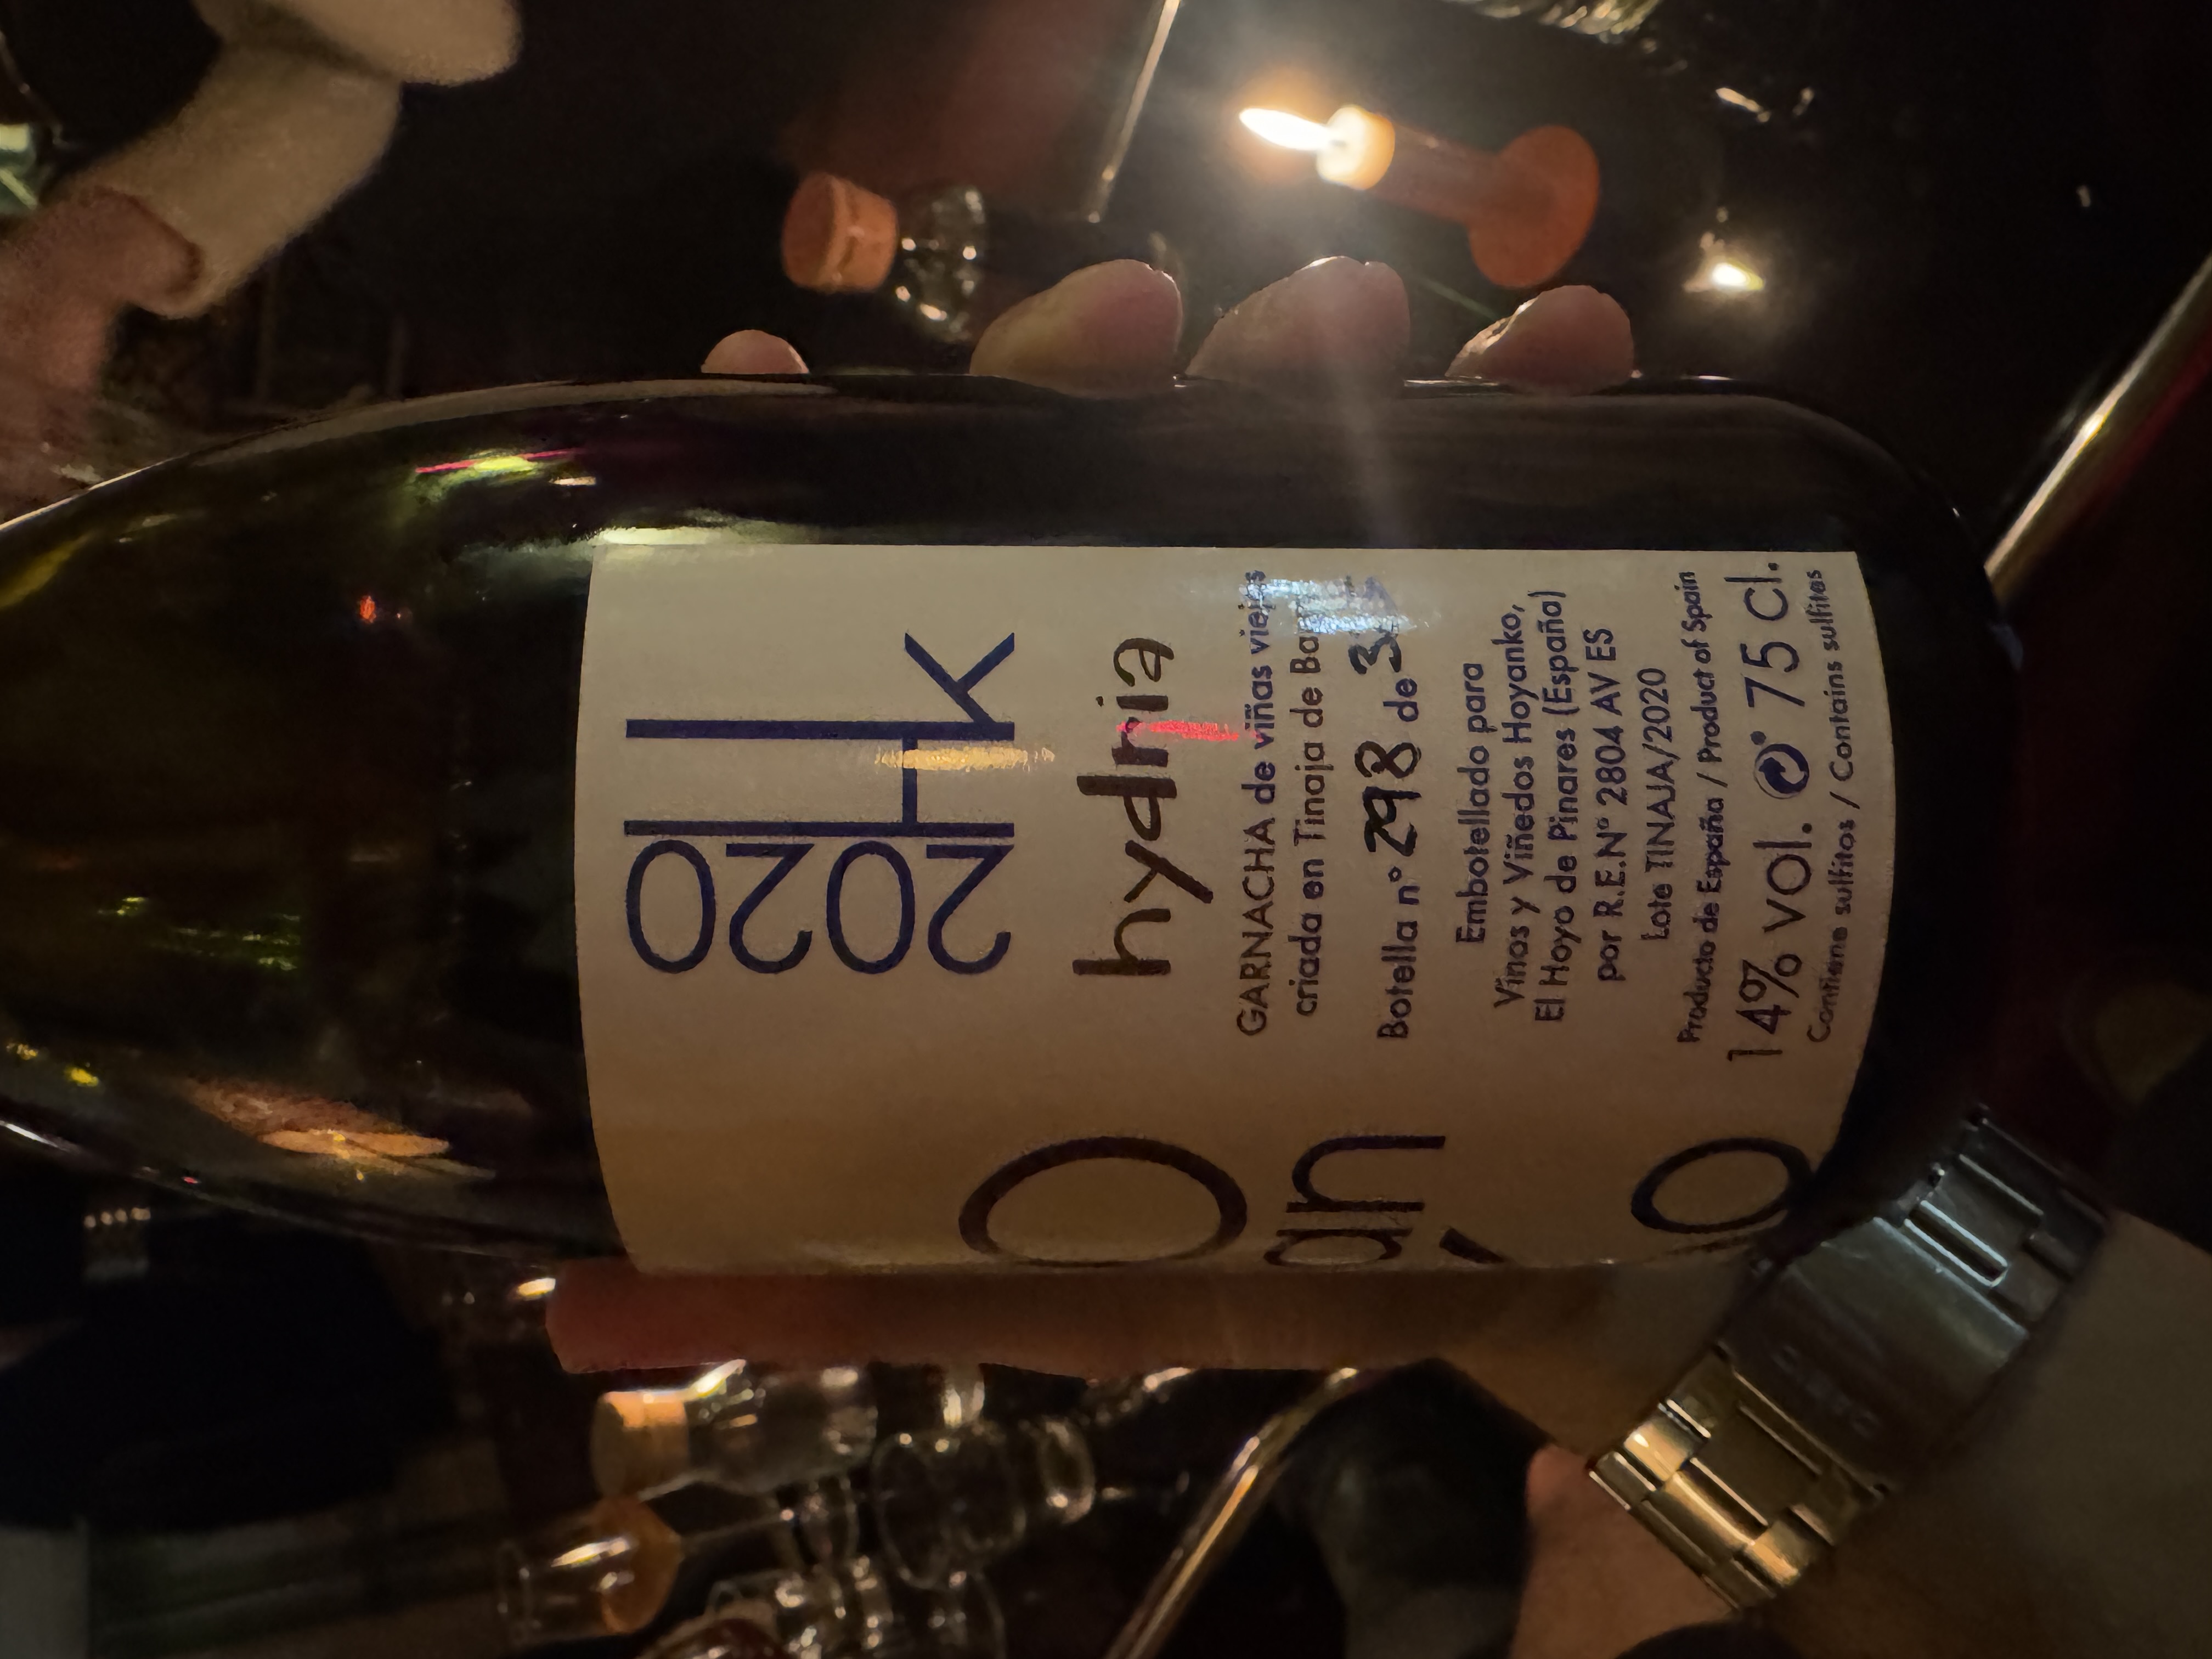 2020
HK
hydria
GARNACHA de viñas viejas
criada en Tinaja de
Botella nº 298 de
Embotellado para
Vinos y Viñedos Hoyanko,
El Hoyo de Pinares (España)
por R.E.Nº 2804 AV ES
Lote TINAJA/2020
Producto de España / Product of Spain
14% vol. 75 Cl.
Contiene sulfitos / Contains sulfites